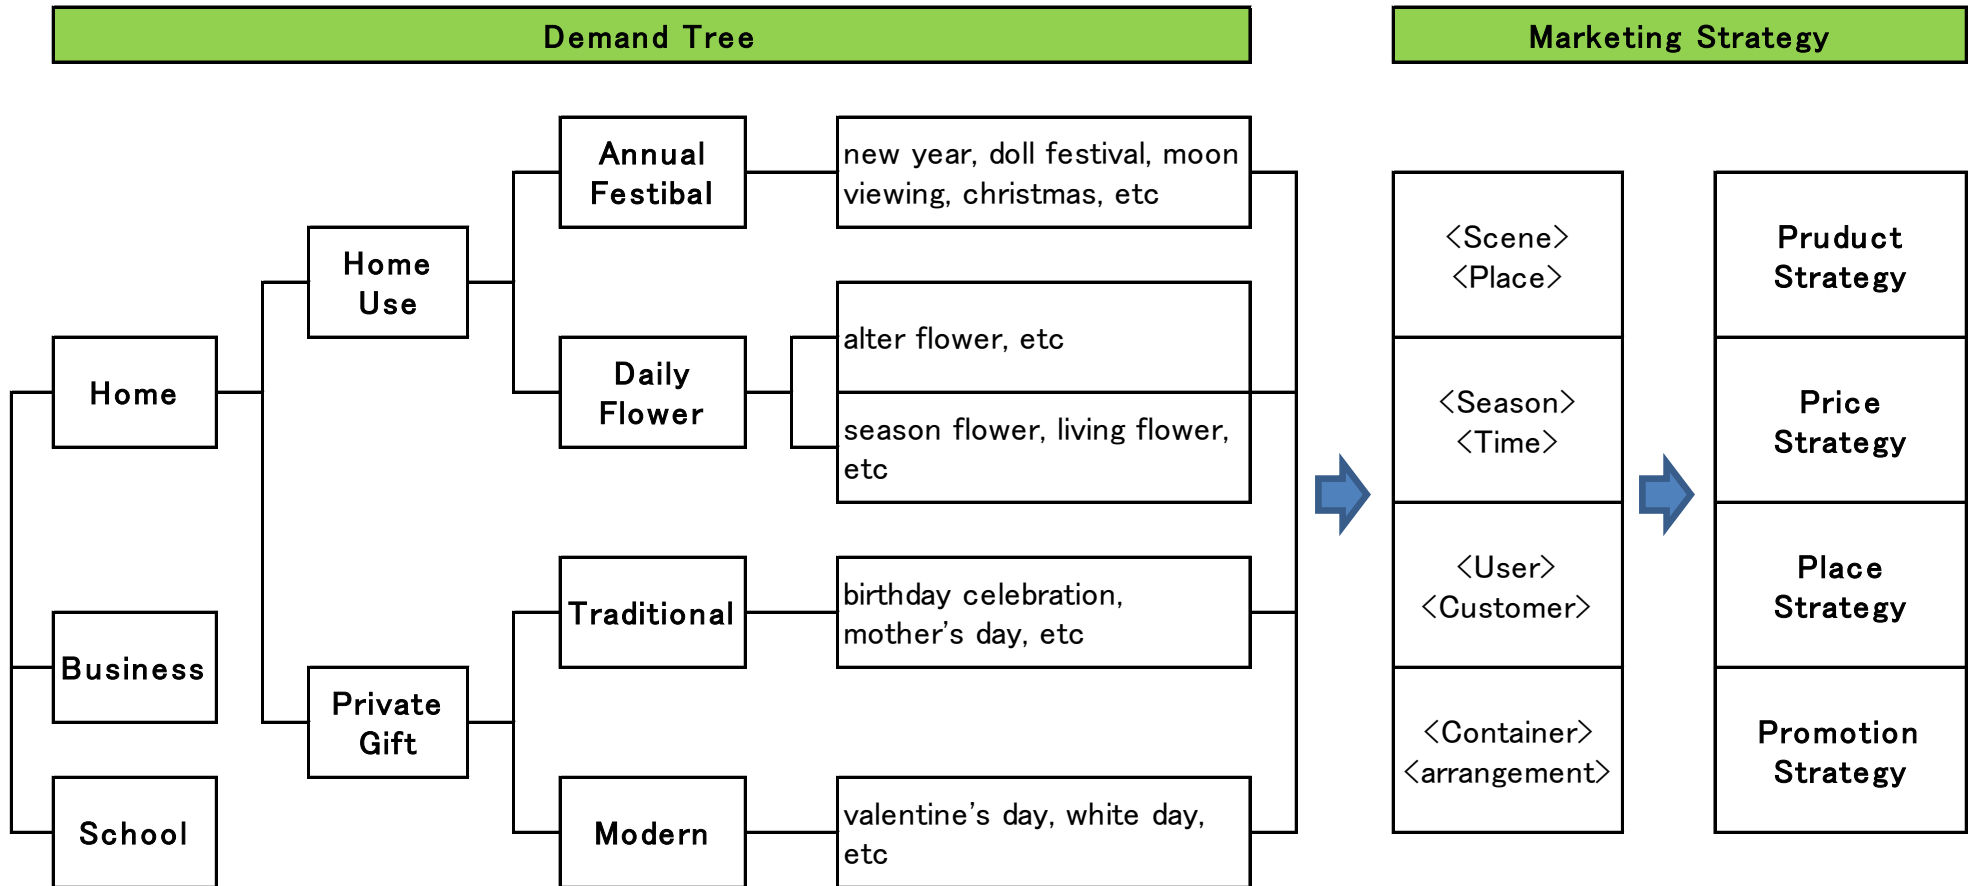 Demand Tree
Marketing Strategy
Home
Business
School
Home
Use
Private
Gift
Annual
Festibal
Daily
Flower
Traditional
Modern
new year, doll festival, moon
viewing, christmas, etc
alter flower, etc
season flower, living flower,
etc
birthday celebration,
mother's day, etc
valentine's day, white day,
etc
<Scene>
<Place>
<Season>
<Time>
<User>
<Customer>
<Container>
<arrangement>
Pruduct
Strategy
Price
Strategy
Place
Strategy
Promotion
Strategy